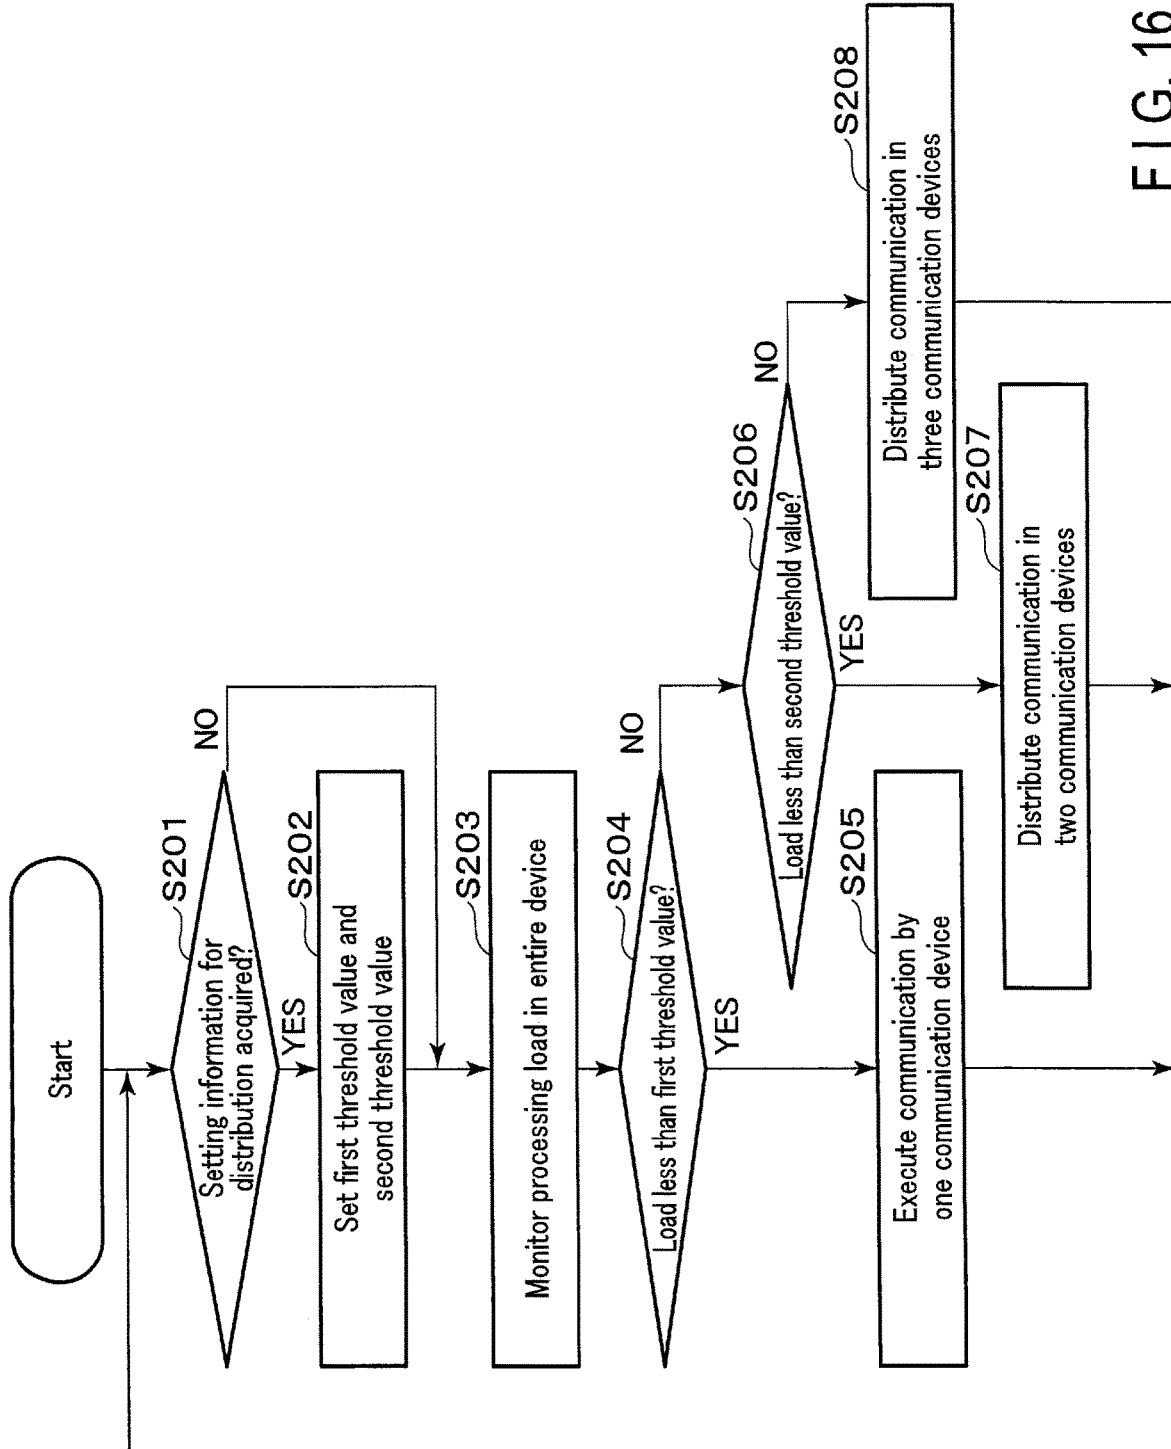 Start
S201
Setting information for
distribution acquired?
NO
YES
S202
Set first threshold value and
second threshold value
S203
Monitor processing load in entire device
S204
Load less than first threshold value?
NO
YES
S205
Execute communication by
one communication device
S206
Load less than second threshold value?
NO
YES
S207
Distribute communication in
two communication devices
S208
Distribute communication in
three communication devices
FIG. 16